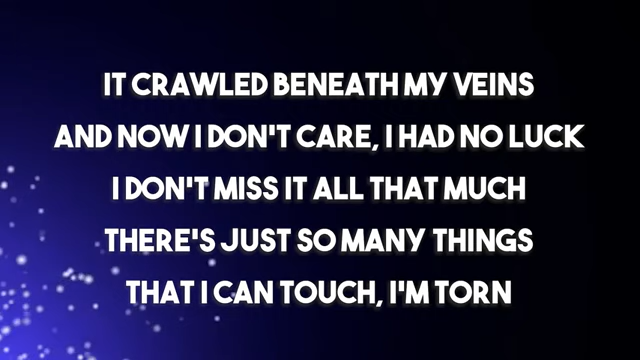 IT CRAWLED BENEATH MY VEINS
AND NOW I DON'T CARE, I HAD NO LUCK
I DON'T MISS IT ALL THAT MUCH
THERE'S JUST SO MANY THINGS
THAT I CAN TOUCH, I'M TORN